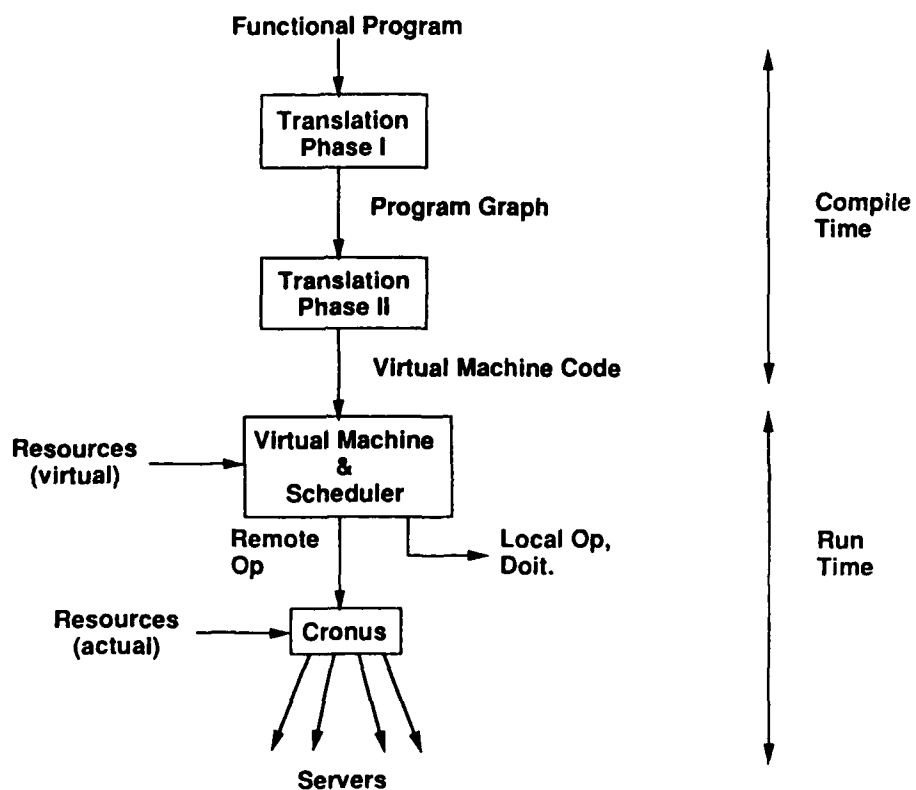 Functional Program
Translation
Phase I
Program Graph
Compile
Time
Translation
Phase II
Virtual Machine Code
Resources
(virtual)
Virtual Machine
&
Scheduler
Remote
Op
Local Op,
Doit.
Run
Time
Resources
(actual)
Cronus
Servers